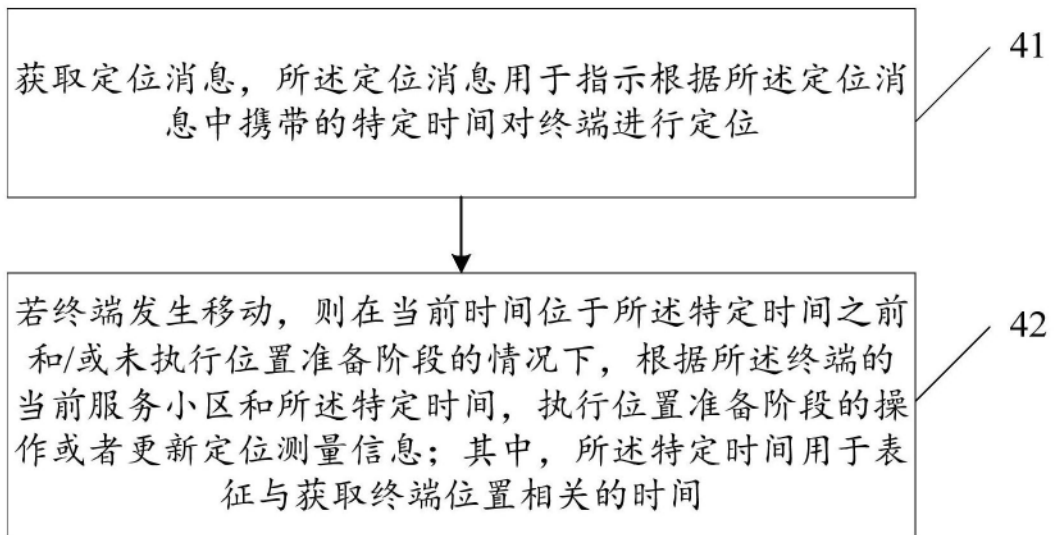 获取定位消息，所述定位消息用于指示根据所述定位消
息中携带的特定时间对终端进行定位
41
若终端发生移动，则在当前时间位于所述特定时间之前
和/或未执行位置准备阶段的情况下，根据所述终端的
当前服务小区和所述特定时间，执行位置准备阶段的操
作或者更新定位测量信息；其中，所述特定时间用于表
征与获取终端位置相关的时间
42